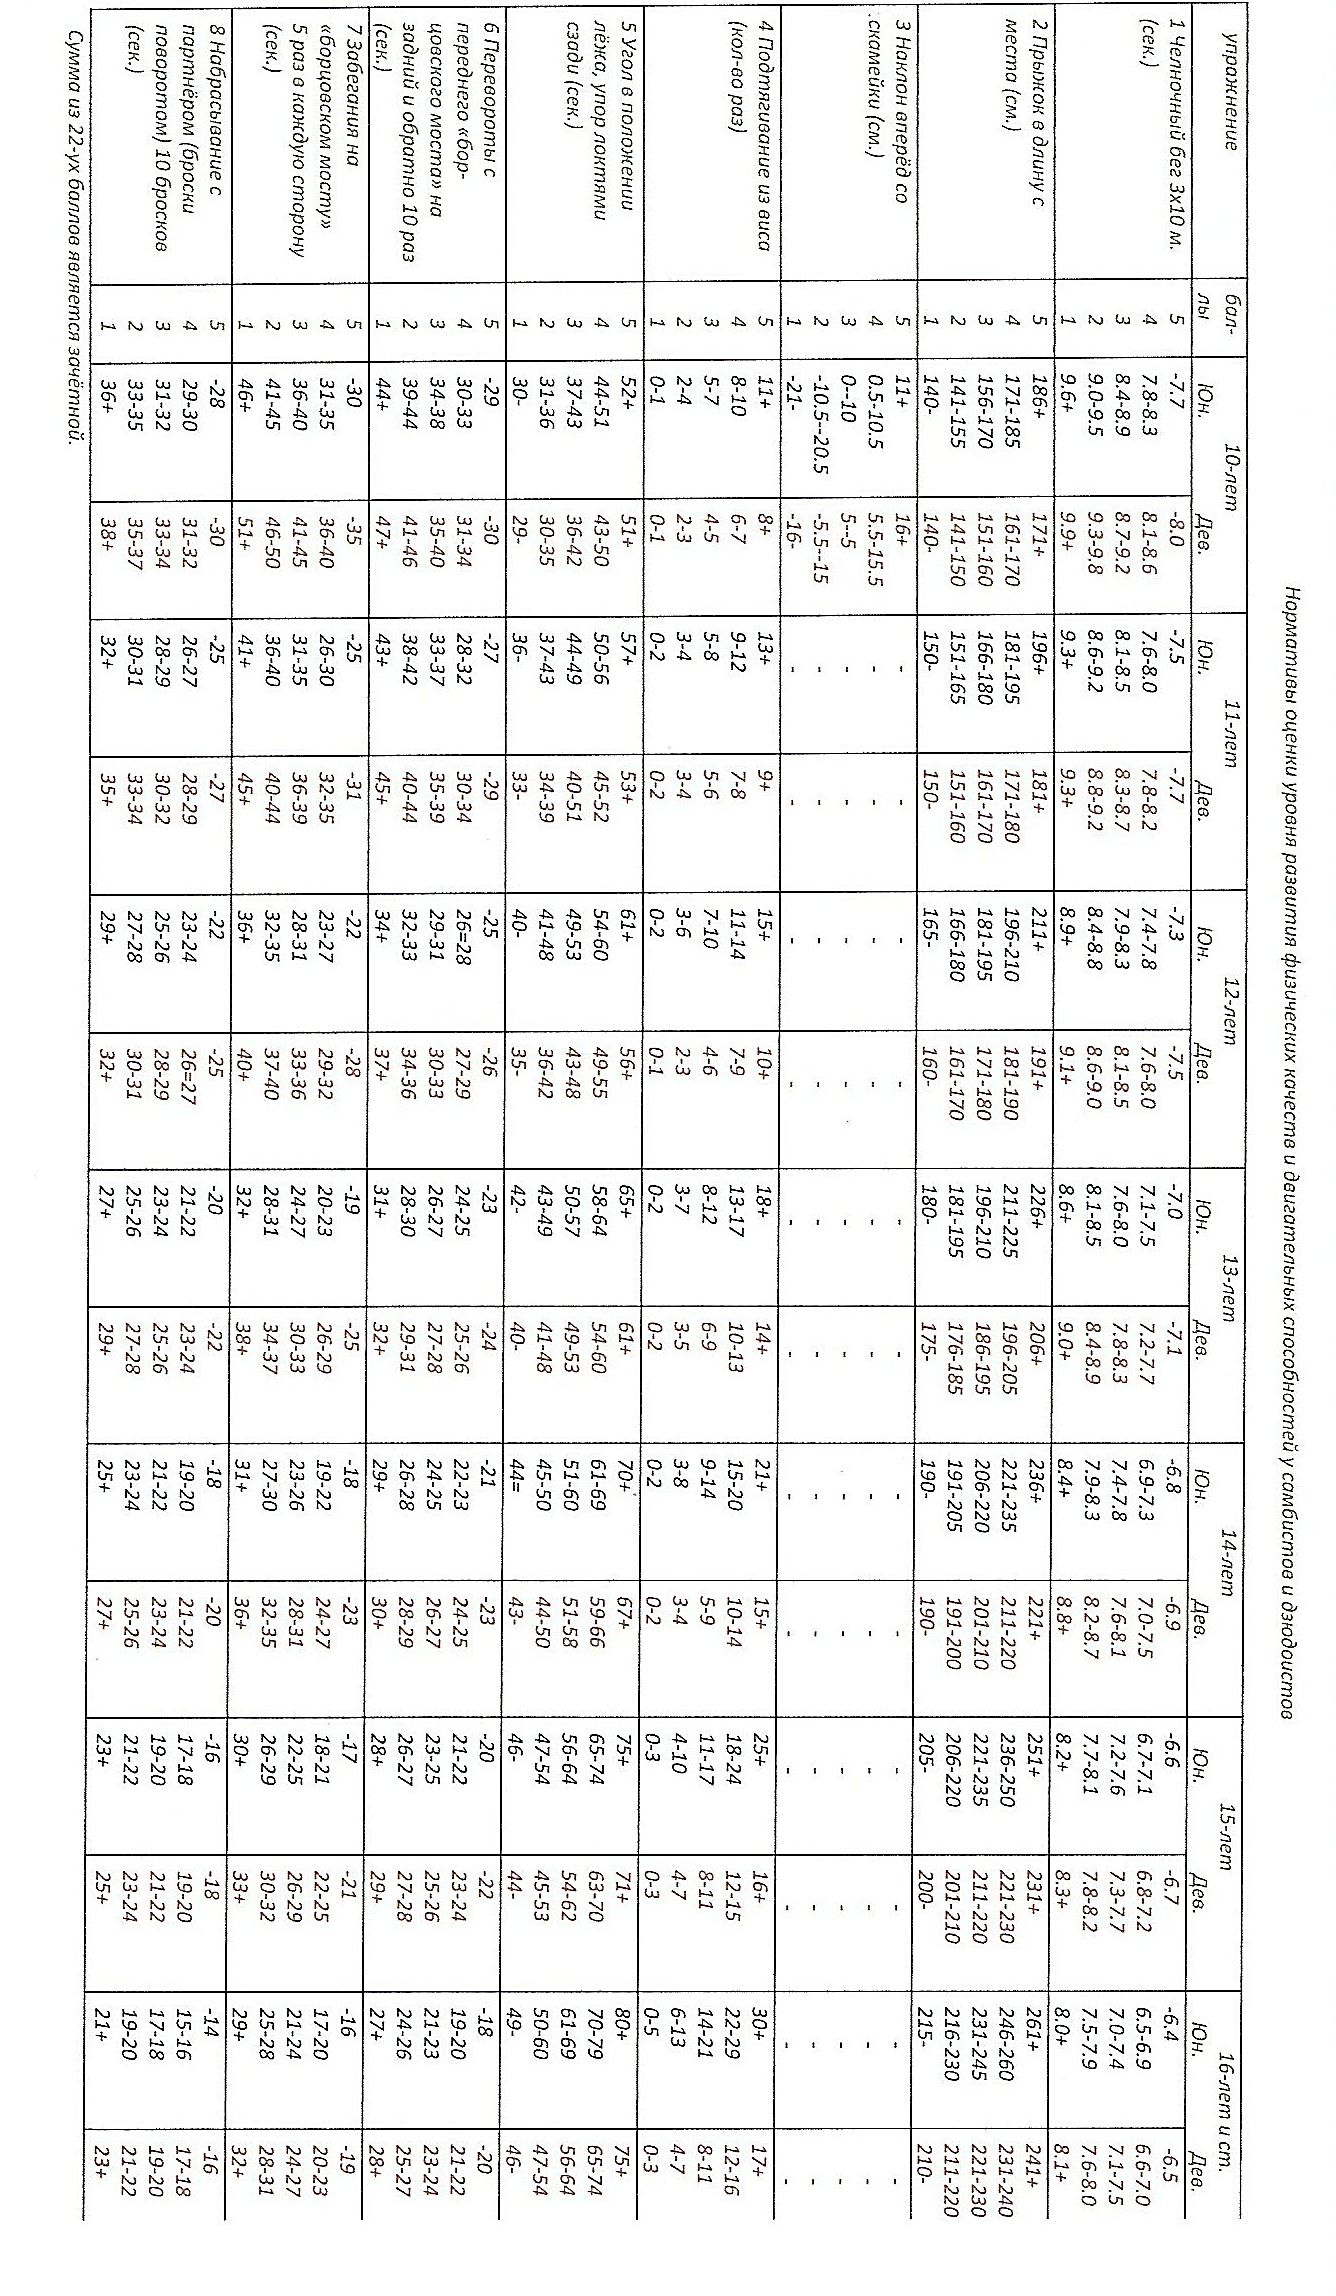 Нормативы оценки уровня развития физических качеств и двигательных способностей у самбистов и дзюдоистов
упражнение бал- 10-лет 11-лет 12-лет 13-лет 14-лет 15-лет 16-лет и ст.
лы Юн. Дев. Юн. Дев. Юн. Дев. Юн. Дев. Юн. Дев. Юн. Дев. Юн. Дев.
1 Челночный бег 3х10 м. 5 -7.7 -8.0 -7.5 -7.7 -7.3 -7.5 -7.0 -7.1 -6.8 -6.9 -6.6 -6.7 -6.4 -6.5
(сек.) 4 7.8-8.3 8.1-8.6 7.6-8.0 7.8-8.2 7.4-7.8 7.6-8.0 7.1-7.5 7.2-7.7 6.9-7.3 7.0-7.5 6.7-7.1 6.8-7.2 6.5-6.9 6.6-7.0
3 8.4-8.9 8.7-9.2 8.1-8.5 8.3-8.7 7.9-8.3 8.1-8.5 7.6-8.0 7.8-8.3 7.4-7.8 7.6-8.1 7.2-7.6 7.3-7.7 7.0-7.4 7.1-7.5
2 9.0-9.5 9.3-9.8 8.6-9.2 8.8-9.2 8.4-8.8 8.6-9.0 8.1-8.5 8.4-8.9 7.9-8.3 8.2-8.7 7.7-8.1 7.8-8.2 7.5-7.9 7.6-8.0
1 9.6+ 9.9+ 9.3+ 9.3+ 8.9+ 9.1+ 8.6+ 9.0+ 8.4+ 8.8+ 8.2+ 8.3+ 8.0+ 8.1+
2 Прыжок в длину с 5 186+ 171+ 196+ 181+ 211+ 191+ 226+ 206+ 236+ 221+ 251+ 231+ 261+ 241+
места (см.) 4 171-185 161-170 181-195 171-180 196-210 181-190 211-225 196-205 221-235 211-220 236-250 221-230 246-260 231-240
3 156-170 151-160 166-180 161-170 181-195 171-180 196-210 186-195 206-220 201-210 221-235 211-220 231-245 221-230
2 141-155 141-150 151-165 151-160 166-180 161-170 181-195 176-185 191-205 191-200 206-220 201-210 216-230 211-220
1 140- 140- 150- 150- 165- 160- 180- 175- 190- 190- 205- 200- 215- 210-
3 Наклон вперёд со 5 11+ 16+ . . . . . . . . . . . .
.скамейки (см.) 4 0.5-10.5 5.5-15.5 . . . . . . . . . . . .
3 0--10 5--5 . . . . . . . . . . . .
2 -10.5--20.5 -5.5--15 . . . . . . . . . . . .
1 -21- -16- . . . . . . . . . . . .
4 Подтягивание из виса 5 11+ 8+ 13+ 9+ 15+ 10+ 18+ 14+ 21+ 15+ 25+ 16+ 30+ 17+
(кол-во раз) 4 8-10 6-7 9-12 7-8 11-14 7-9 13-17 10-13 15-20 10-14 18-24 12-15 22-29 12-16
3 5-7 4-5 5-8 5-6 7-10 4-6 8-12 6-9 9-14 5-9 11-17 8-11 14-21 8-11
2 2-4 2-3 3-4 3-4 3-6 2-3 3-7 3-5 3-8 3-4 4-10 4-7 6-13 4-7
1 0-1 0-1 0-2 0-2 0-2 0-1 0-2 0-2 0-2 0-2 0-3 0-3 0-5 0-3
5 Угол в положении 5 52+ 51+ 57+ 53+ 61+ 56+ 65+ 61+ 70+ 67+ 75+ 71+ 80+ 75+
лёжа, упор локтями 4 44-51 43-50 50-56 45-52 54-60 49-55 58-64 54-60 61-69 59-66 65-74 63-70 70-79 65-74
сзади (сек.) 3 37-43 36-42 44-49 40-51 49-53 43-48 50-57 49-53 51-60 51-58 56-64 54-62 61-69 56-64
2 31-36 30-35 37-43 34-39 41-48 36-42 43-49 41-48 45-50 44-50 47-54 45-53 50-60 47-54
1 30- 29- 36- 33- 40- 35- 42- 40- 44= 43- 46- 44- 49- 46-
6 Перевороты с 5 -29 -30 -27 -29 -25 -26 -23 -24 -21 -23 -20 -22 -18 -20
переднего «бор- 4 30-33 31-34 28-32 30-34 26=28 27-29 24-25 25-26 22-23 24-25 21-22 23-24 19-20 21-22
цовского моста» на 3 34-38 35-40 33-37 35-39 29-31 30-33 26-27 27-28 24-25 26-27 23-25 25-26 21-23 23-24
задний и обратно 10 раз 2 39-44 41-46 38-42 40-44 32-33 34-36 28-30 29-31 26-28 28-29 26-27 27-28 24-26 25-27
(сек.) 1 44+ 47+ 43+ 45+ 34+ 37+ 31+ 32+ 29+ 30+ 28+ 29+ 27+ 28+
7 Забегания на 5 -30 -35 -25 -31 -22 -28 -19 -25 -18 -23 -17 -21 -16 -19
«борцовском мосту» 4 31-35 36-40 26-30 32-35 23-27 29-32 20-23 26-29 19-22 24-27 18-21 22-25 17-20 20-23
5 раз в каждую сторону 3 36-40 41-45 31-35 36-39 28-31 33-36 24-27 30-33 23-26 28-31 22-25 26-29 21-24 24-27
(сек.) 2 41-45 46-50 36-40 40-44 32-35 37-40 28-31 34-37 27-30 32-35 26-29 30-32 25-28 28-31
1 46+ 51+ 41+ 45+ 36+ 40+ 32+ 38+ 31+ 36+ 30+ 33+ 29+ 32+
8 Набрасывание с 5 -28 -30 -25 -27 -22 -25 -20 -22 -18 -20 -16 -18 -14 -16
партнёром (броски 4 29-30 31-32 26-27 28-29 23-24 26=27 21-22 23-24 19-20 21-22 17-18 19-20 15-16 17-18
поворотом) 10 бросков 3 31-32 33-34 28-29 30-32 25-26 28-29 23-24 25-26 21-22 23-24 19-20 21-22 17-18 19-20
(сек.) 2 33-35 35-37 30-31 33-34 27-28 30-31 25-26 27-28 23-24 25-26 21-22 23-24 19-20 21-22
1 36+ 38+ 32+ 35+ 29+ 32+ 27+ 29+ 25+ 27+ 23+ 25+ 21+ 23+
Сумма из 22-ух баллов является зачётной.